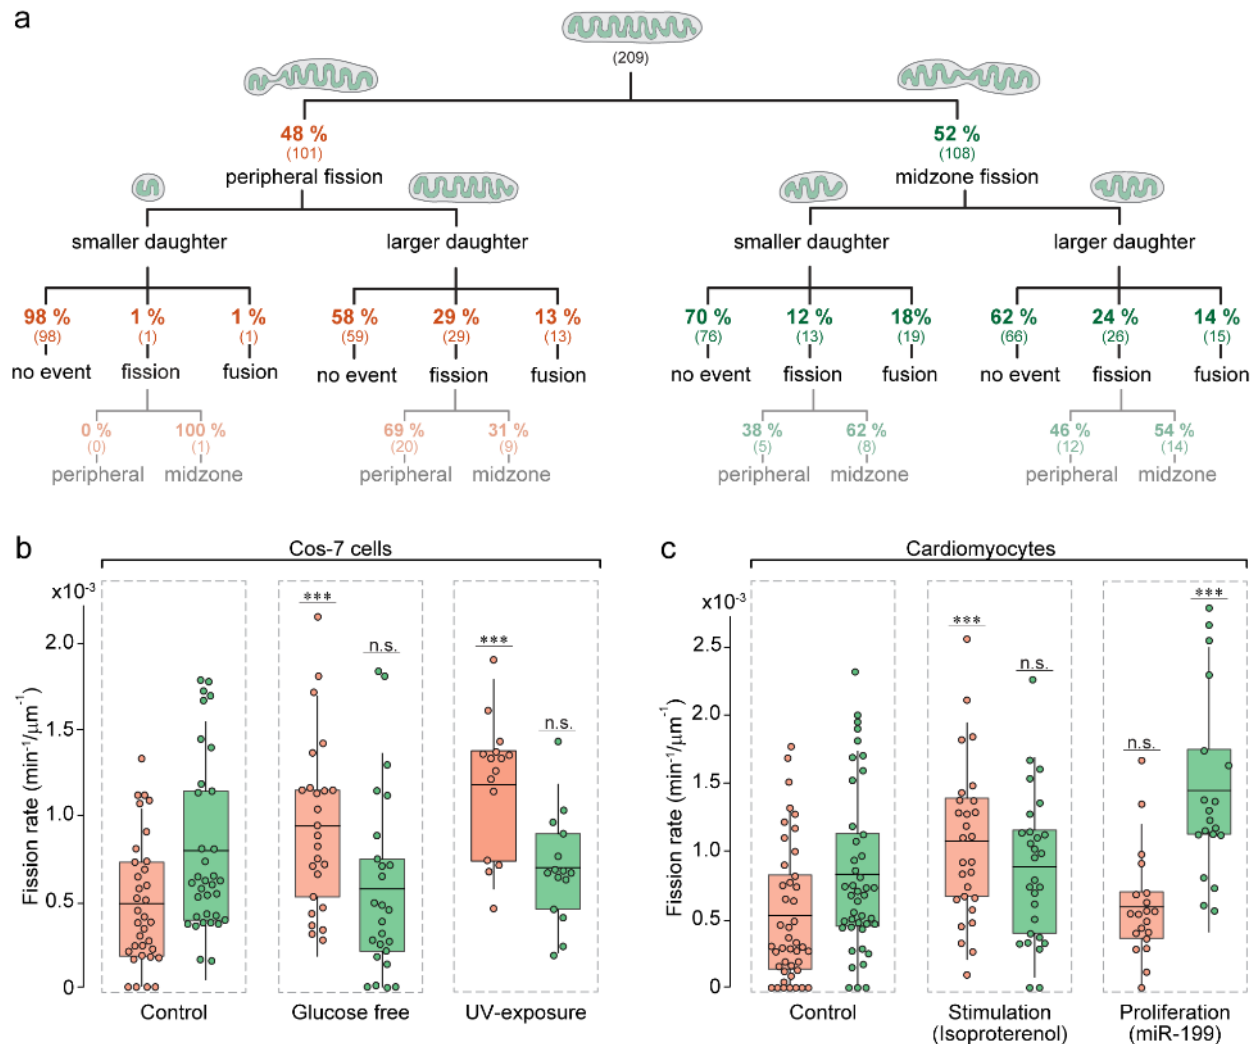 a
(209)
48 %
52 %
(101)
(108)
peripheral fission
midzone fission
smaller daughter
larger daughter
smaller daughter
larger daughter
98 %
1 %
1 %
58 %
29 %
13 %
70 %
12 %
18%
62 %
24 %
14 %
(98)
(1)
(1)
(59)
(29)
(13)
(76)
(13)
(19)
(66)
(26)
(15)
no event
fission
fusion
no event
fission
fusion
no event
fission
fusion
no event
fission
fusion
0 %
100 %
69 %
31 %
38 %
62 %
46 %
54 %
(0)
(1)
(20)
(9)
(5)
(8)
(12)
(14)
peripheral
midzone
peripheral
midzone
peripheral
midzone
peripheral
midzone
b
Cos-7 cells
x10-3
2.0
1.5
1.0
0.5
0
Fission rate (min-1/μm-1)
***
n.s.
***
n.s.
Control
Glucose free
UV-exposure
c
Cardiomyocytes
x10-3
2.5
2.0
1.5
1.0
0.5
0
Fission rate (min-1/μm-1)
***
n.s.
n.s.
***
Control
Stimulation
(Isoproterenol)
Proliferation
(miR-199)